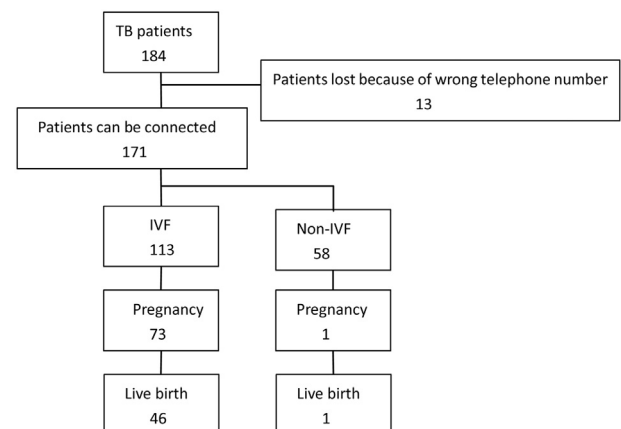 TB patients
184
Patients lost because of wrong telephone number
13
Patients can be connected
171
IVF
113
Non-IVF
58
Pregnancy
73
Pregnancy
1
Live birth
46
Live birth
1